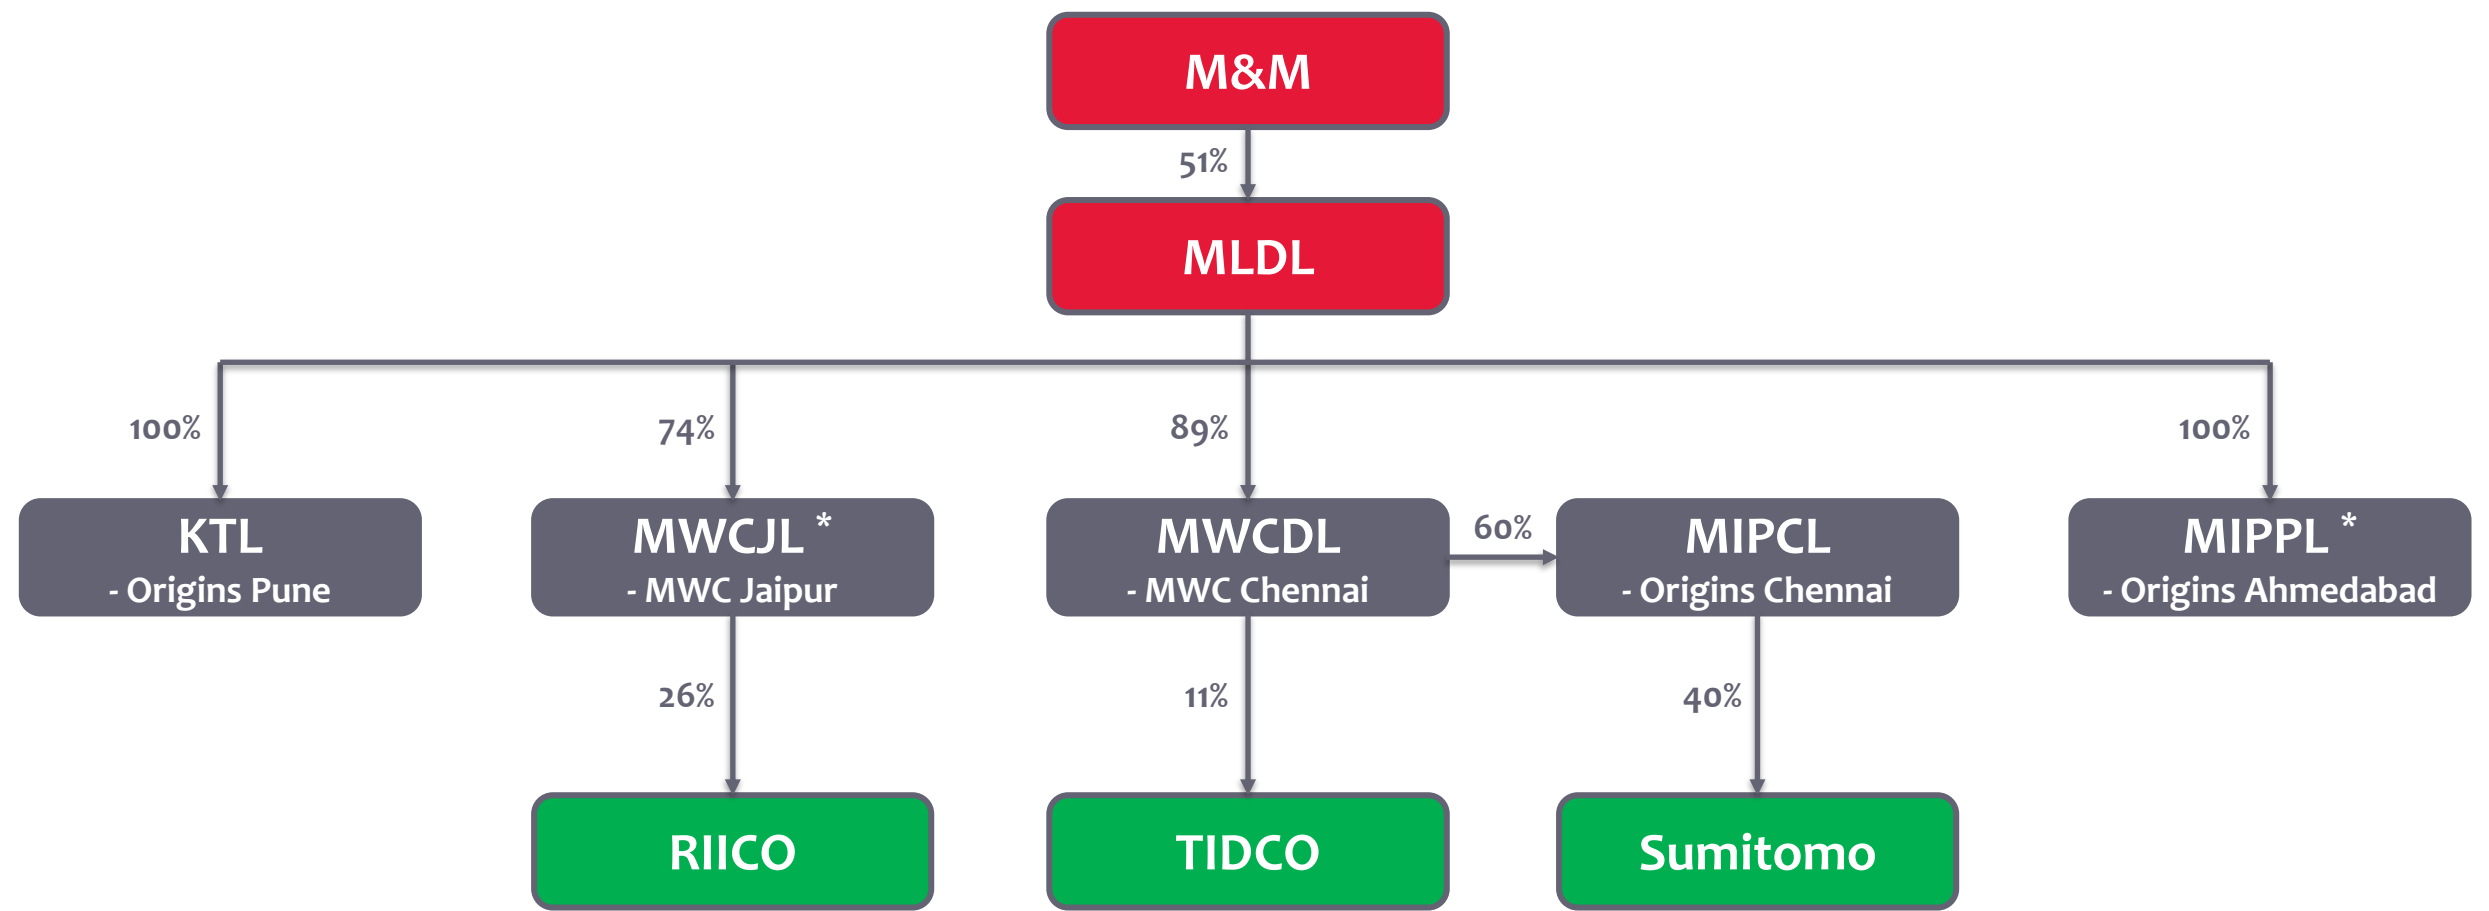 M&M
51%
MLDL
100%
74%
89%
100%
KTL
- Origins Pune
MWCJL *
- MWC Jaipur
MWCDL
- MWC Chennai
60%
MIPCL
- Origins Chennai
MIPPL *
- Origins Ahmedabad
26%
11%
40%
RIICO
TIDCO
Sumitomo